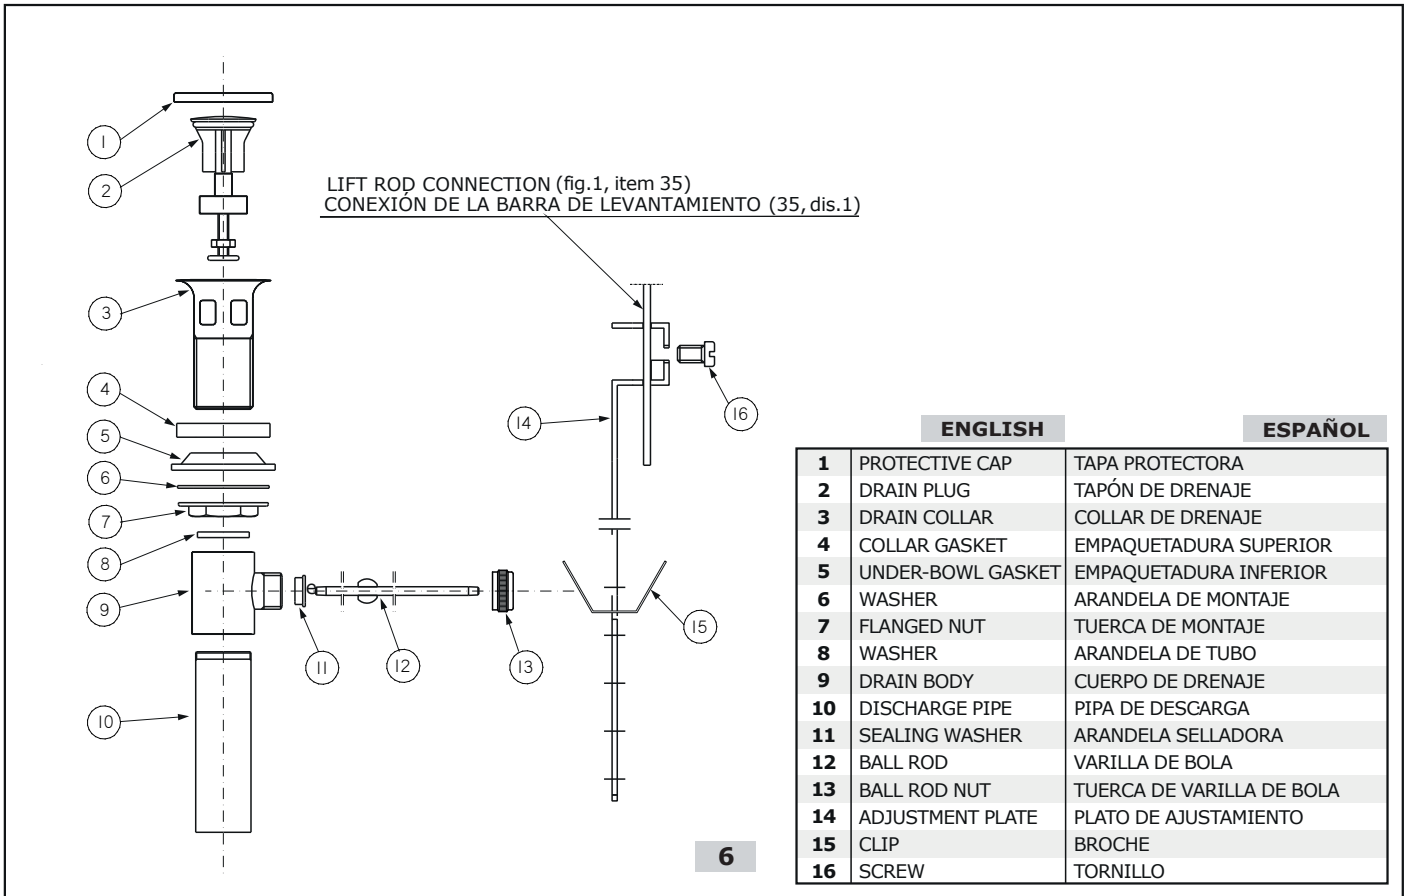 LIFT ROD CONNECTION (fig.1, item 35)
CONEXIÓN DE LA BARRA DE LEVANTAMIENTO (35, dis.1)
1
2
3
4
5
6
7
8
9
10
11
12
13
14
15
16
ENGLISH ESPAÑOL
1 PROTECTIVE CAP TAPA PROTECTORA
2 DRAIN PLUG TAPÓN DE DRENAJE
3 DRAIN COLLAR COLLAR DE DRENAJE
4 COLLAR GASKET EMPAQUETADURA SUPERIOR
5 UNDER-BOWL GASKET EMPAQUETADURA INFERIOR
6 WASHER ARANDELA DE MONTAJE
7 FLANGED NUT TUERCA DE MONTAJE
8 WASHER ARANDELA DE TUBO
9 DRAIN BODY CUERPO DE DRENAJE
10 DISCHARGE PIPE PIPA DE DESCARGA
11 SEALING WASHER ARANDELA SELLADORA
12 BALL ROD VARILLA DE BOLA
13 BALL ROD NUT TUERCA DE VARILLA DE BOLA
14 ADJUSTMENT PLATE PLATO DE AJUSTAMIENTO
15 CLIP BROCHE
16 SCREW TORNILLO
6